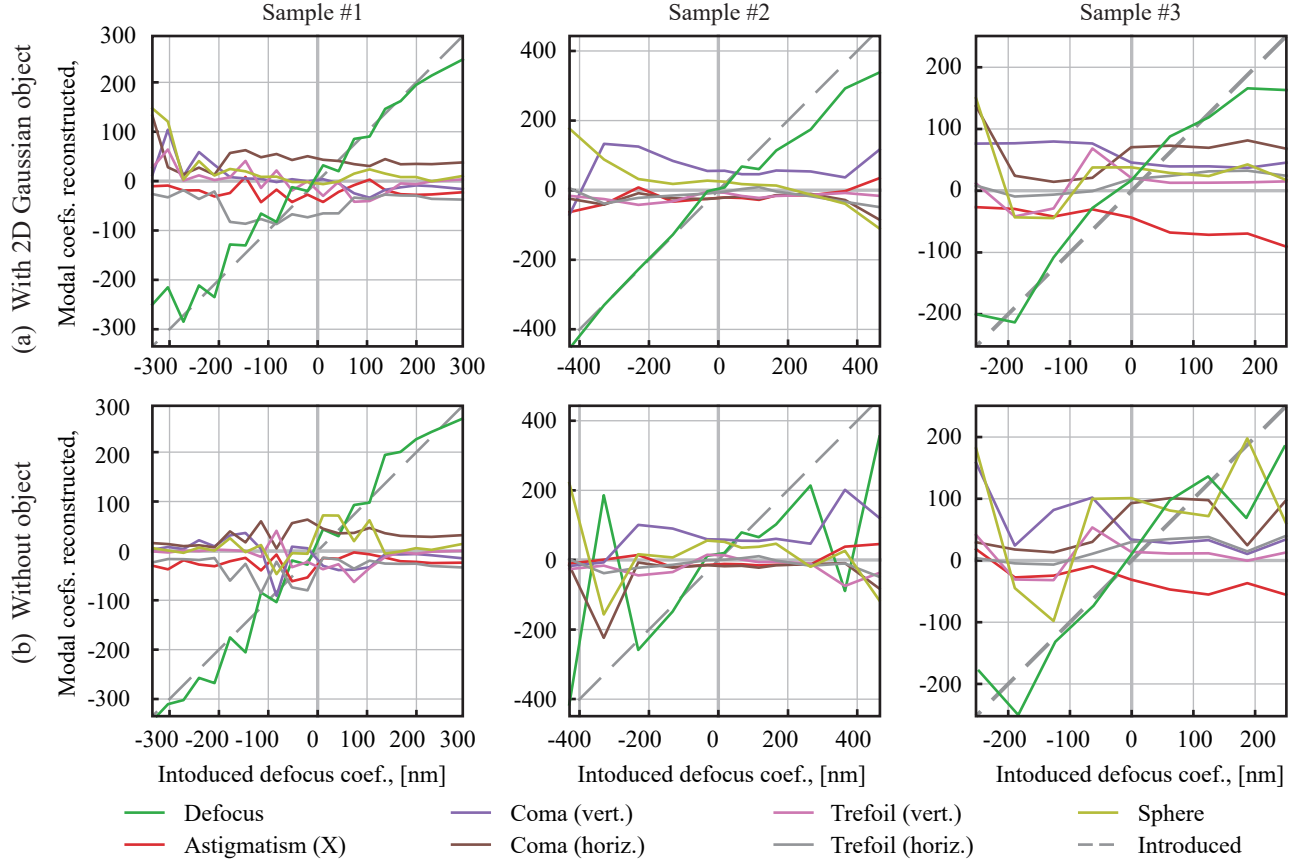 Sample #1 Sample #2 Sample #3
(a) With 2D Gaussian object
Modal coefs. reconstructed,
300
200
100
0
-100
-200
-300
-300 -200 -100 0 100 200 300
400
200
0
-200
-400
-400 -200 0 200 400
200
100
0
-100
-200
-200 -100 0 100 200
(b) Without object
Modal coefs. reconstructed,
300
200
100
0
-100
-200
-300
-300 -200 -100 0 100 200 300
400
200
0
-200
-400
-400 -200 0 200 400
200
100
0
-100
-200
-200 -100 0 100 200
Intoduced defocus coef., [nm] Intoduced defocus coef., [nm] Intoduced defocus coef., [nm]
Defocus Coma (vert.) Trefoil (vert.) Sphere
Astigmatism (X) Coma (horiz.) Trefoil (horiz.) Introduced